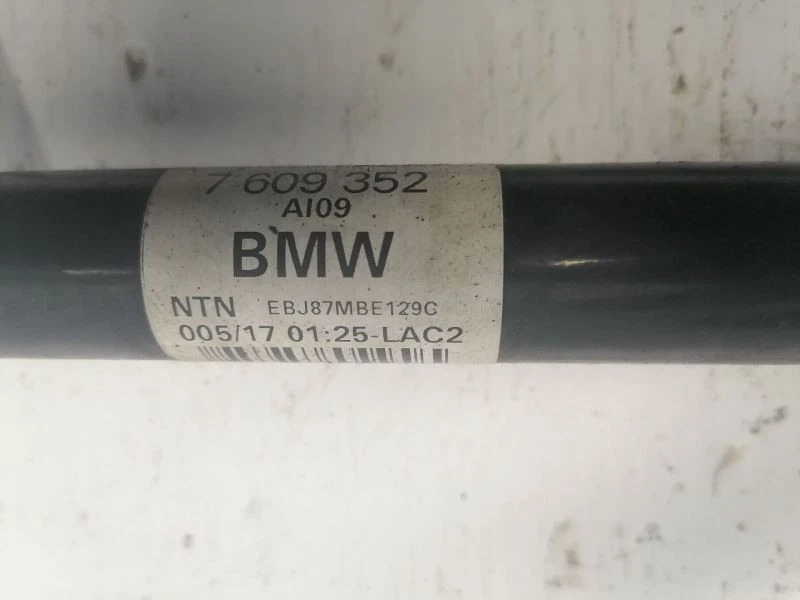 7 609 352
AI09
BMW
NTN EBJ87MBE129C
005/17 01:25-LAC2